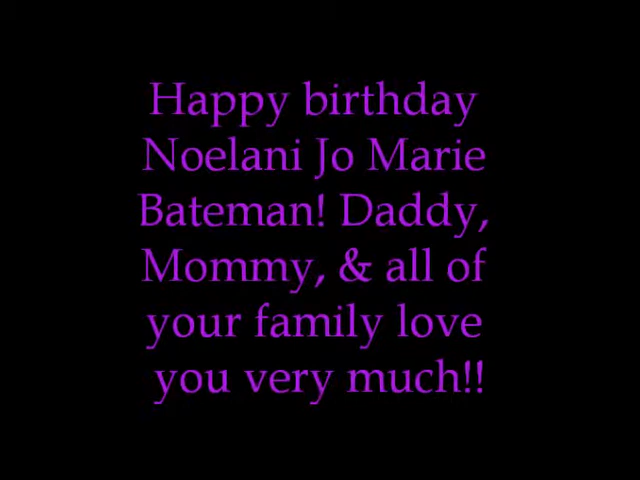 Happy birthday
Noelani Jo Marie
Bateman! Daddy,
Mommy, & all of
your family love
you very much!!